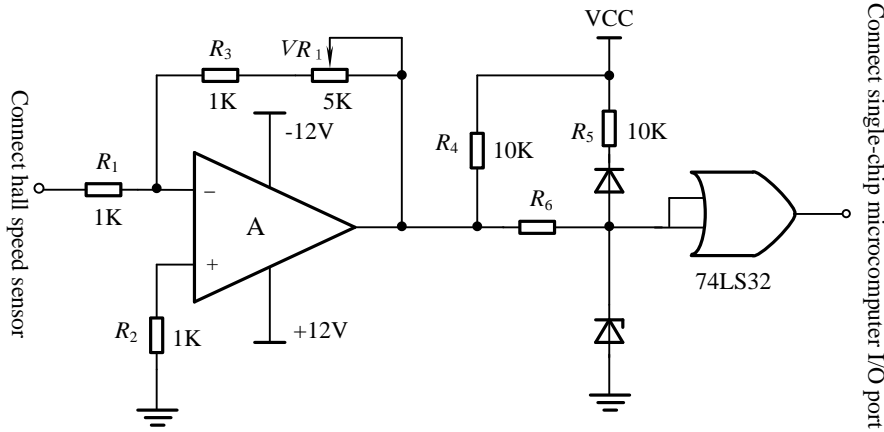 Connect hall speed sensor
R1
1K
R2
1K
R3
1K
VR1
5K
-12V
−
A
+
+12V
VCC
R4
10K
R5
10K
R6
74LS32
Connect single-chip microcomputer I/O port